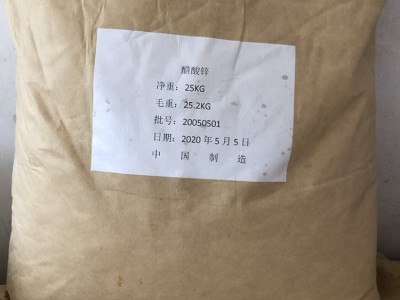 醋酸锌
净重：25KG
毛重：25.2KG
批号：20050501
日期：2020 年 5 月 5 日
中 国 制 造